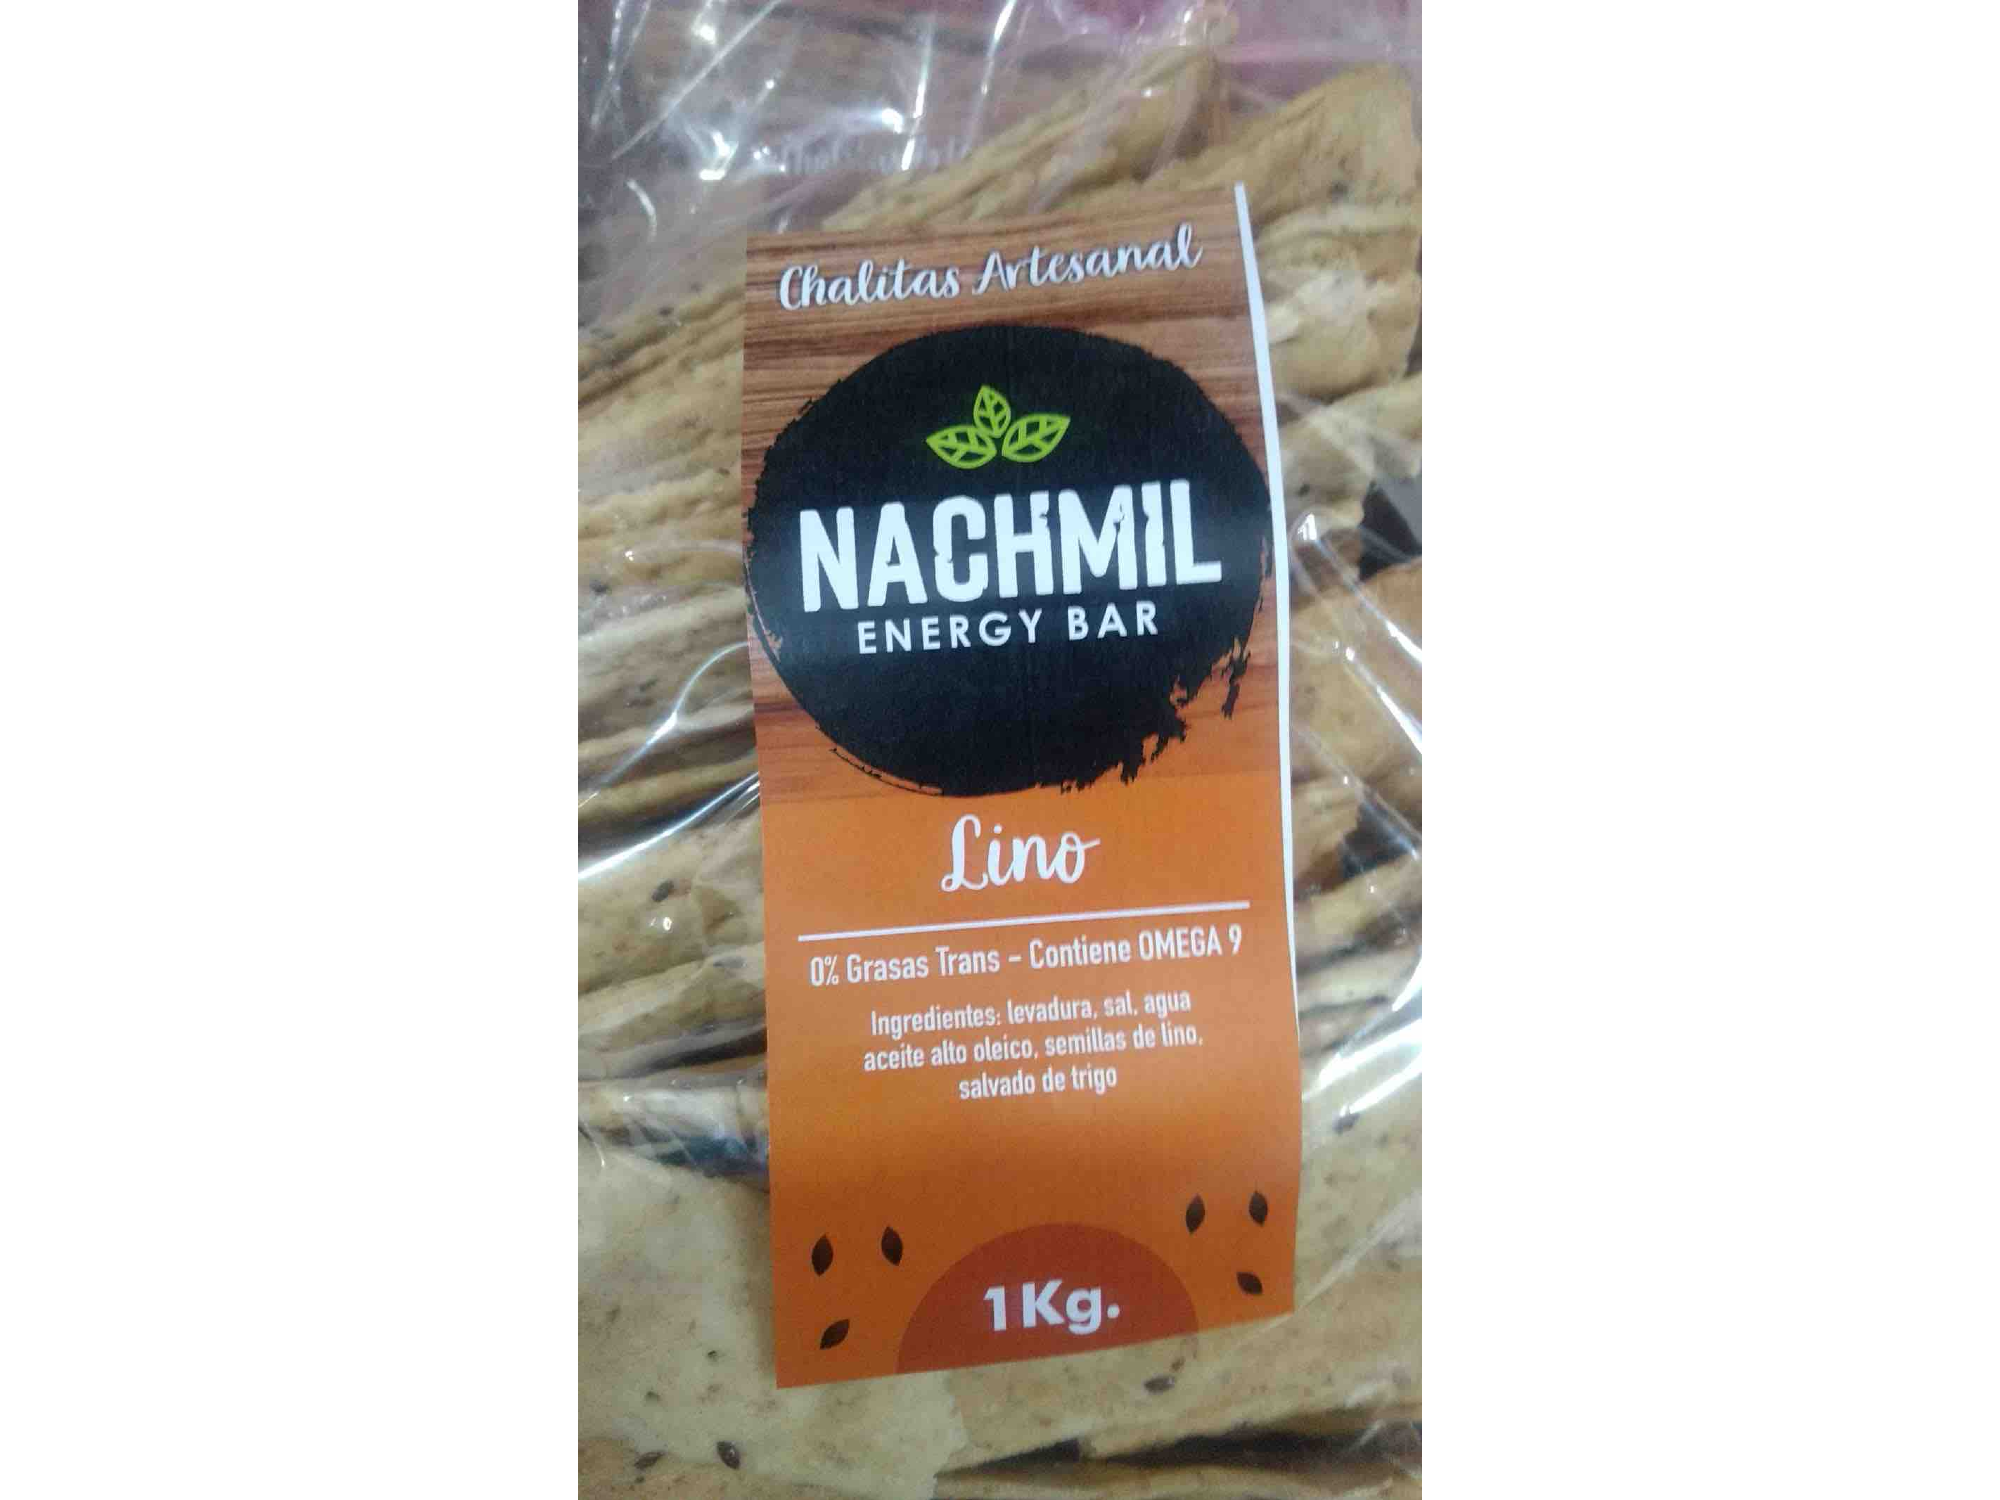 Chalitas Artesanal
NACHMIL
ENERGY BAR
Lino
0% Grasas Trans - Contiene OMEGA 9
Ingredientes: levadura, sal, agua
aceite alto oleico, semillas de lino,
salvado de trigo
1Kg.